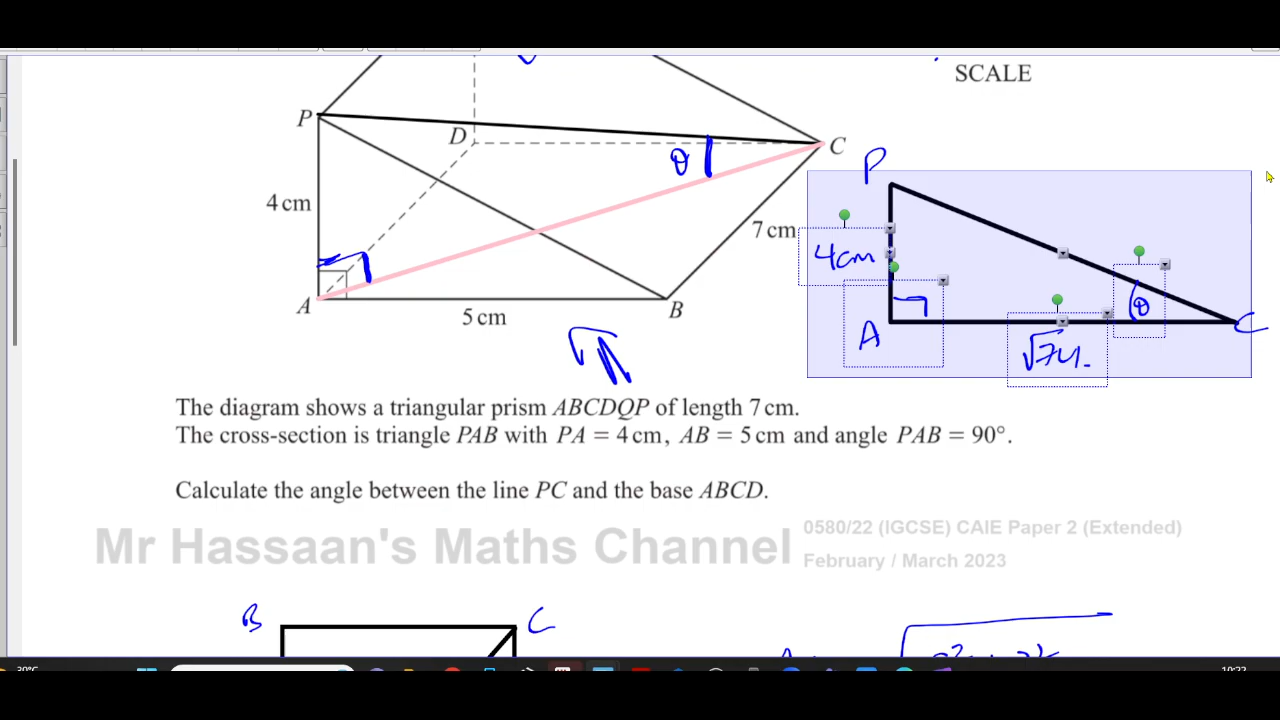 SCALE
P
D
C
θ
4 cm
7 cm
A
B
5 cm
P
4cm
θ
A
C
√74.
The diagram shows a triangular prism ABCDQP of length 7 cm.
The cross-section is triangle PAB with PA = 4 cm, AB = 5 cm and angle PAB = 90°.
Calculate the angle between the line PC and the base ABCD.
Mr Hassaan's Maths Channel
0580/22 (IGCSE) CAIE Paper 2 (Extended)
February / March 2023
B
C